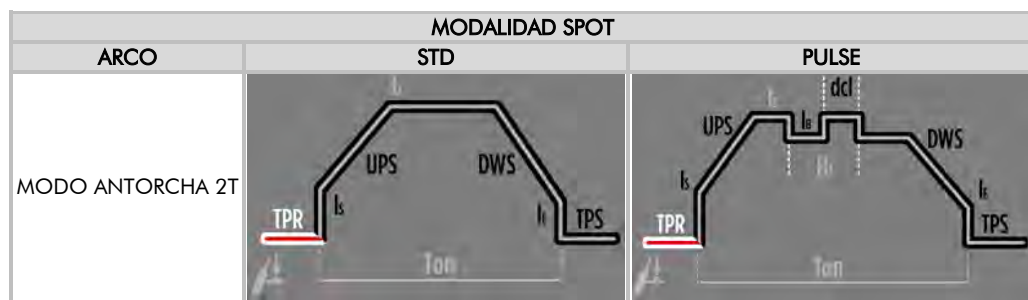 MODALIDAD SPOT
ARCO STD PULSE
MODO ANTORCHA 2T
UPS DWS
Is
TPR TPS
Ton
dcl
UPS IB DWS
Is IE
TPR TPS
Ton